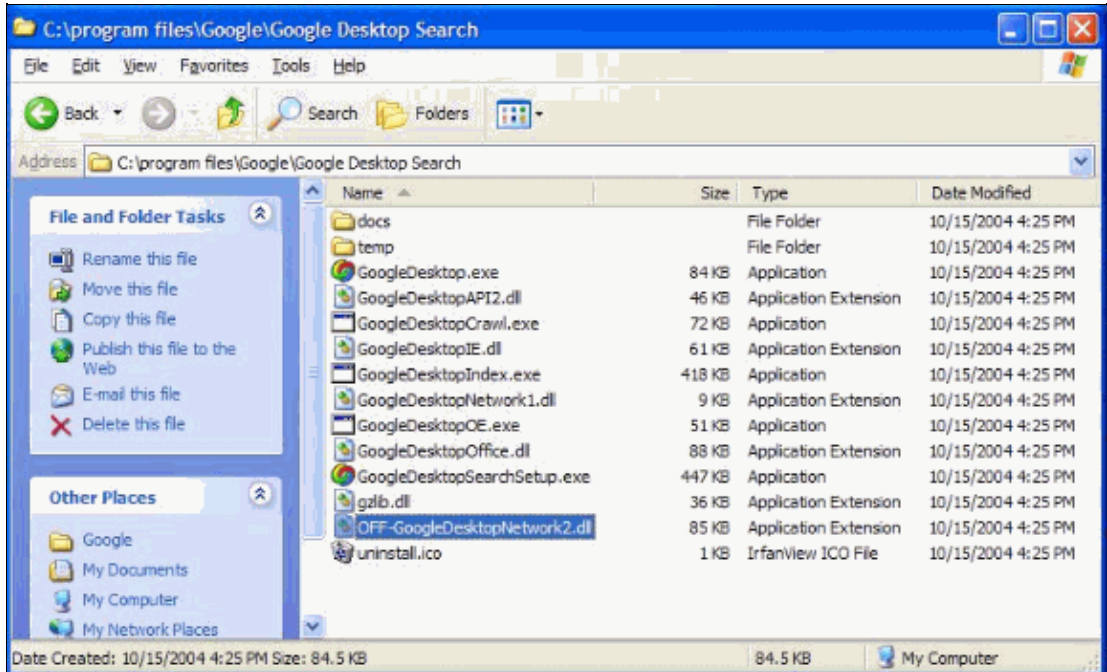 C:\program files\Google\Google Desktop Search
File Edit View Favorites Tools Help
Back Search Folders
Address C:\program files\Google\Google Desktop Search
File and Folder Tasks
Rename this file
Move this file
Copy this file
Publish this file to the
Web
E-mail this file
Delete this file
Other Places
Google
My Documents
My Computer
My Network Places
Name Size Type Date Modified
docs File Folder 10/15/2004 4:25 PM
temp File Folder 10/15/2004 4:25 PM
GoogleDesktop.exe 84 KB Application 10/15/2004 4:25 PM
GoogleDesktopAPI2.dll 46 KB Application Extension 10/15/2004 4:25 PM
GoogleDesktopCrawl.exe 72 KB Application 10/15/2004 4:25 PM
GoogleDesktopIE.dll 61 KB Application Extension 10/15/2004 4:25 PM
GoogleDesktopIndex.exe 418 KB Application 10/15/2004 4:25 PM
GoogleDesktopNetwork1.dll 9 KB Application Extension 10/15/2004 4:25 PM
GoogleDesktopOE.exe 51 KB Application 10/15/2004 4:25 PM
GoogleDesktopOffice.dll 88 KB Application Extension 10/15/2004 4:25 PM
GoogleDesktopSearchSetup.exe 447 KB Application 10/15/2004 4:25 PM
gzlib.dll 36 KB Application Extension 10/15/2004 4:25 PM
OFF-GoogleDesktopNetwork2.dll 85 KB Application Extension 10/15/2004 4:25 PM
uninstall.ico 1 KB IrfanView ICO File 10/15/2004 4:25 PM
Date Created: 10/15/2004 4:25 PM Size: 84.5 KB 84.5 KB My Computer